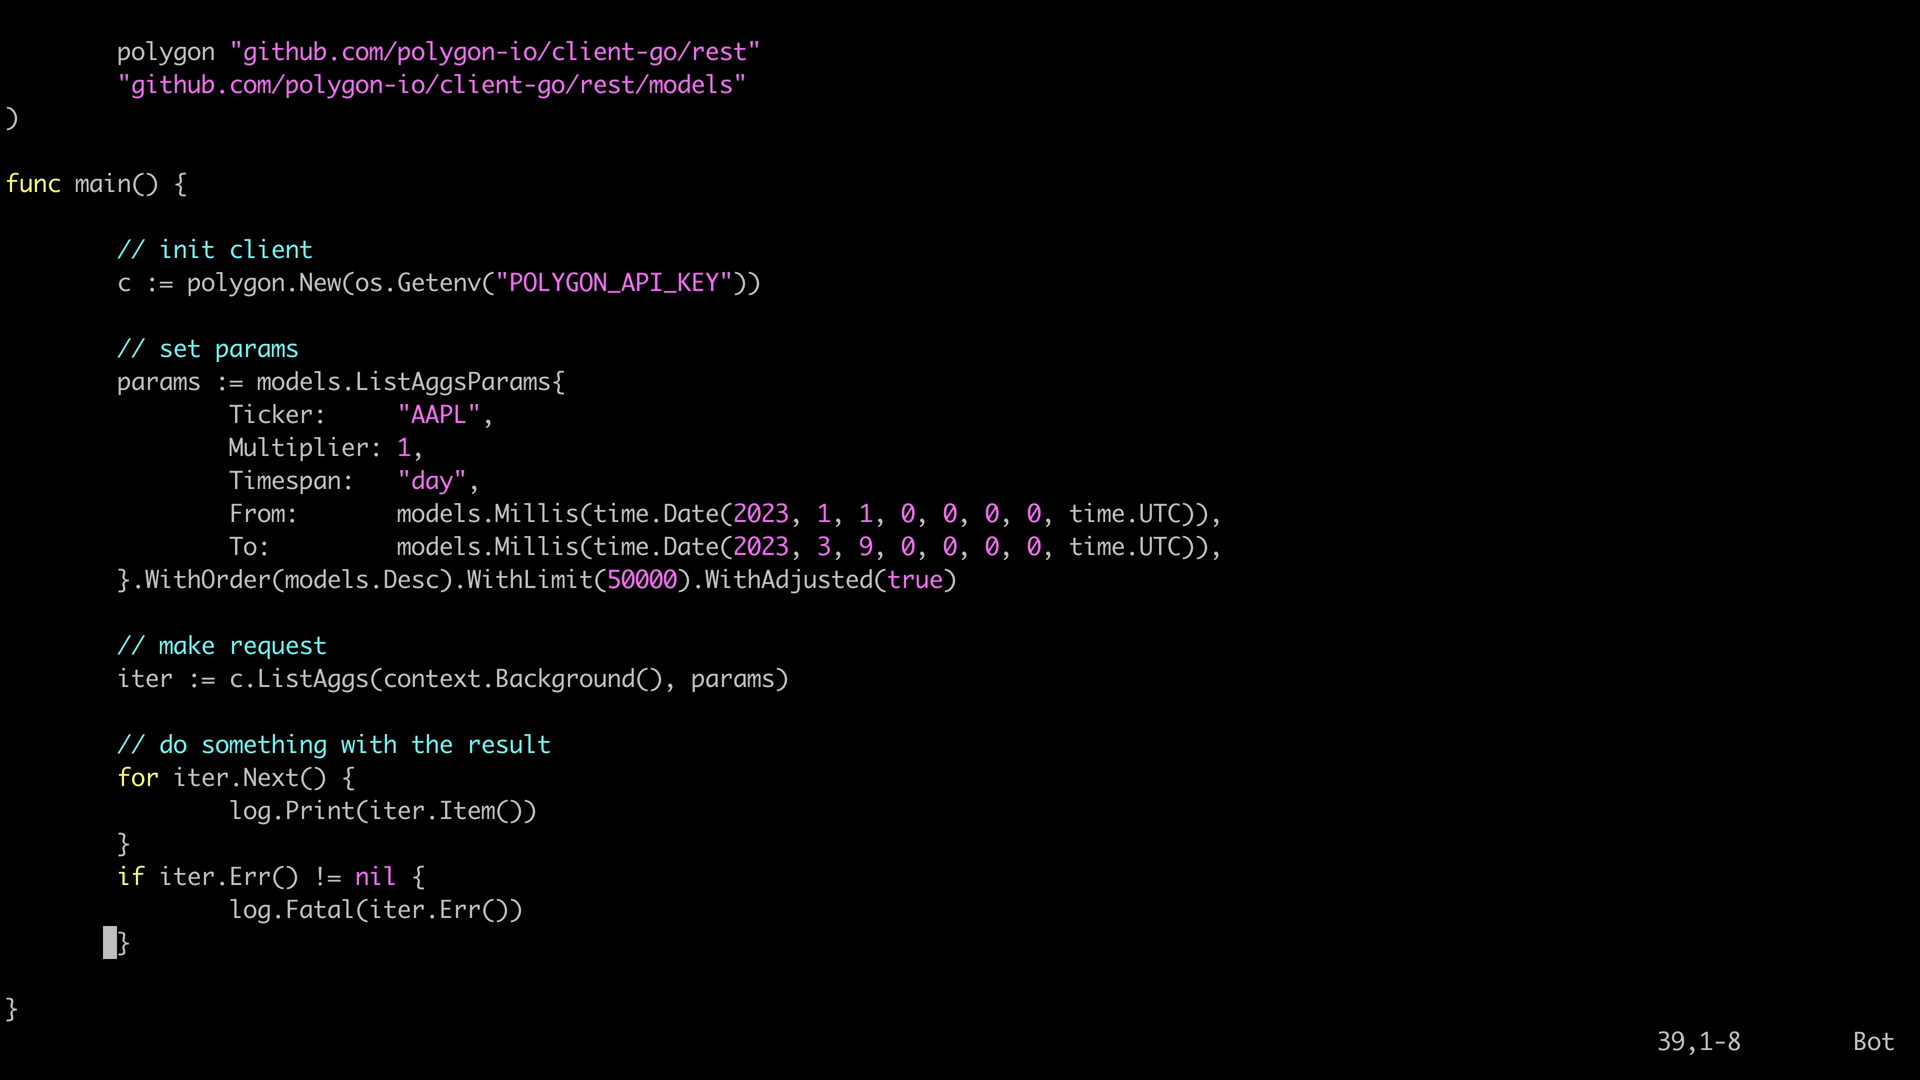 polygon "github.com/polygon-io/client-go/rest"
"github.com/polygon-io/client-go/rest/models"
)
func main() {
// init client
c := polygon.New(os.Getenv("POLYGON_API_KEY"))
// set params
params := models.ListAggsParams{
Ticker: "AAPL",
Multiplier: 1,
Timespan: "day",
From: models.Millis(time.Date(2023, 1, 1, 0, 0, 0, 0, time.UTC)),
To: models.Millis(time.Date(2023, 3, 9, 0, 0, 0, 0, time.UTC)),
}.WithOrder(models.Desc).WithLimit(50000).WithAdjusted(true)
// make request
iter := c.ListAggs(context.Background(), params)
// do something with the result
for iter.Next() {
log.Print(iter.Item())
}
if iter.Err() != nil {
log.Fatal(iter.Err())
}
}
39,1-8 Bot